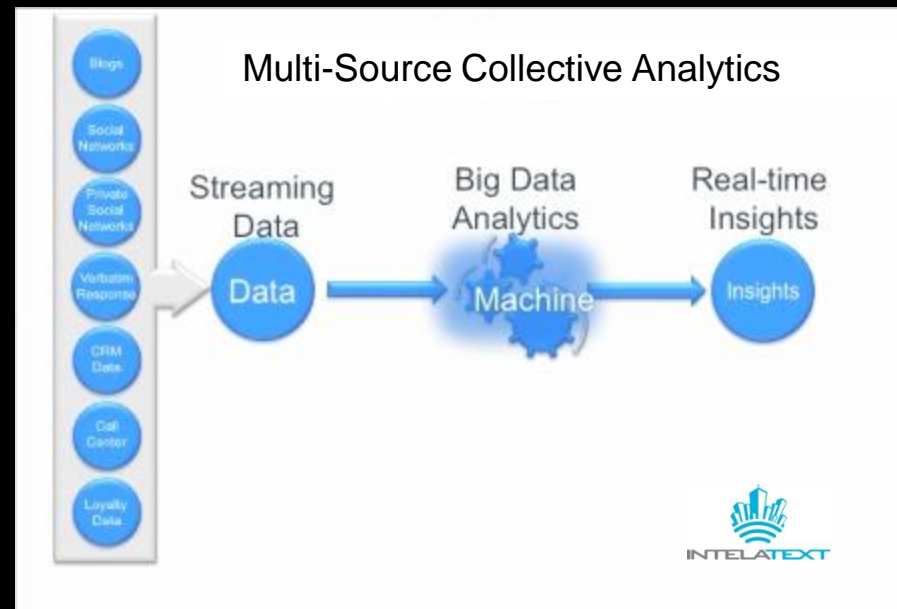 Multi-Source Collective Analytics
Blogs
Social
Networks
Private
Social
Networks
Verbatim
Response
CRM
Data
Call
Center
Loyalty
Data
Streaming
Data
Data
Big Data
Analytics
Machine
Real-time
Insights
Insights
INTELATEXT